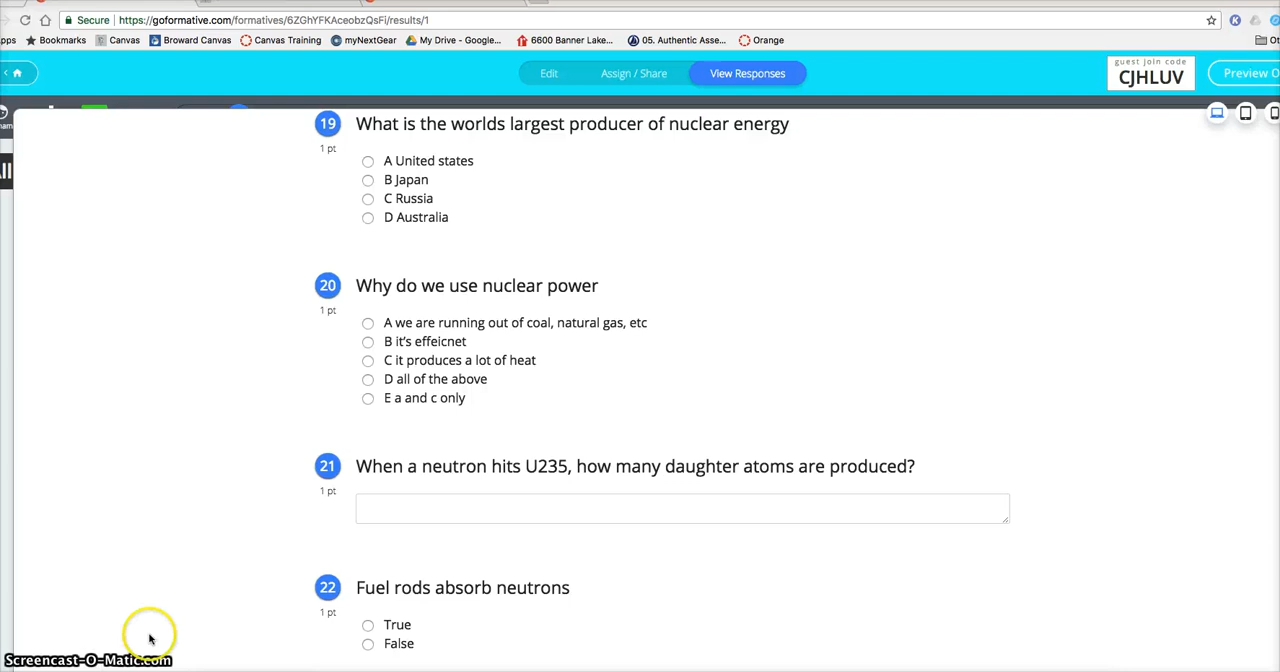 Secure https://goformative.com/formatives/6ZGhYFKAceobzQsFi/results/1
pps Bookmarks Canvas Broward Canvas Canvas Training myNextGear My Drive - Google... 6600 Banner Lake... 05. Authentic Asse... Orange Ot
Edit Assign / Share View Responses guest join code CJHLUV Preview O
19 What is the worlds largest producer of nuclear energy
1 pt
A United states
B Japan
C Russia
D Australia
20 Why do we use nuclear power
1 pt
A we are running out of coal, natural gas, etc
B it's effeicnet
C it produces a lot of heat
D all of the above
E a and c only
21 When a neutron hits U235, how many daughter atoms are produced?
1 pt
22 Fuel rods absorb neutrons
1 pt
True
False
Screencast-O-Matic.com